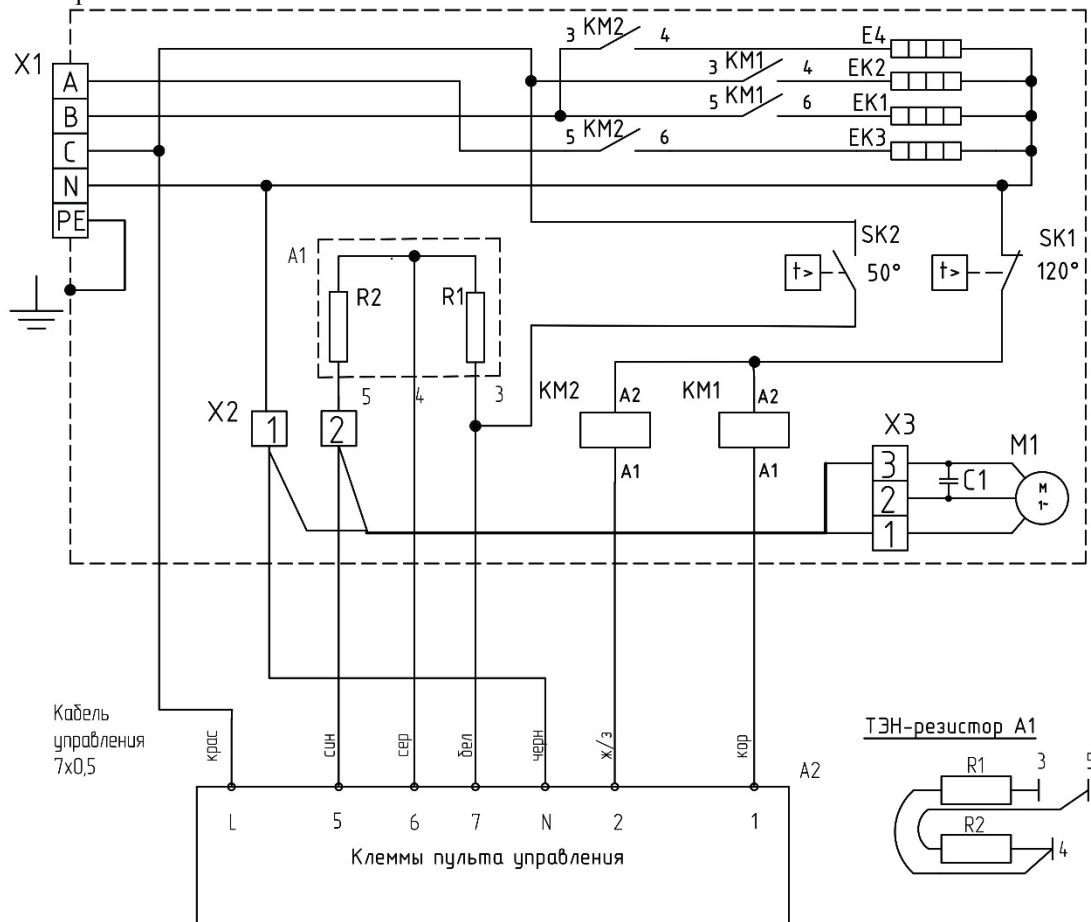 3 KM2 4 E4
X1
3 KM1 4 EK2
A
B
5 KM1 6 EK1
C
5 KM2 6 EK3
N
PE
SK2
SK1
A1
t>
50°
t>
120°
R2
R1
5
4
3
KM2
A2
KM1
A2
X2
1
2
X3
M1
A1
A1
3
2
1
C1
M
1~
Кабель
управления
7х0,5
крас
син
сер
бел
черн
ж/з
кор
A2
L
5
6
7
N
2
1
Клеммы пульта управления
ТЭН-резистор А1
R1
3
5
R2
4